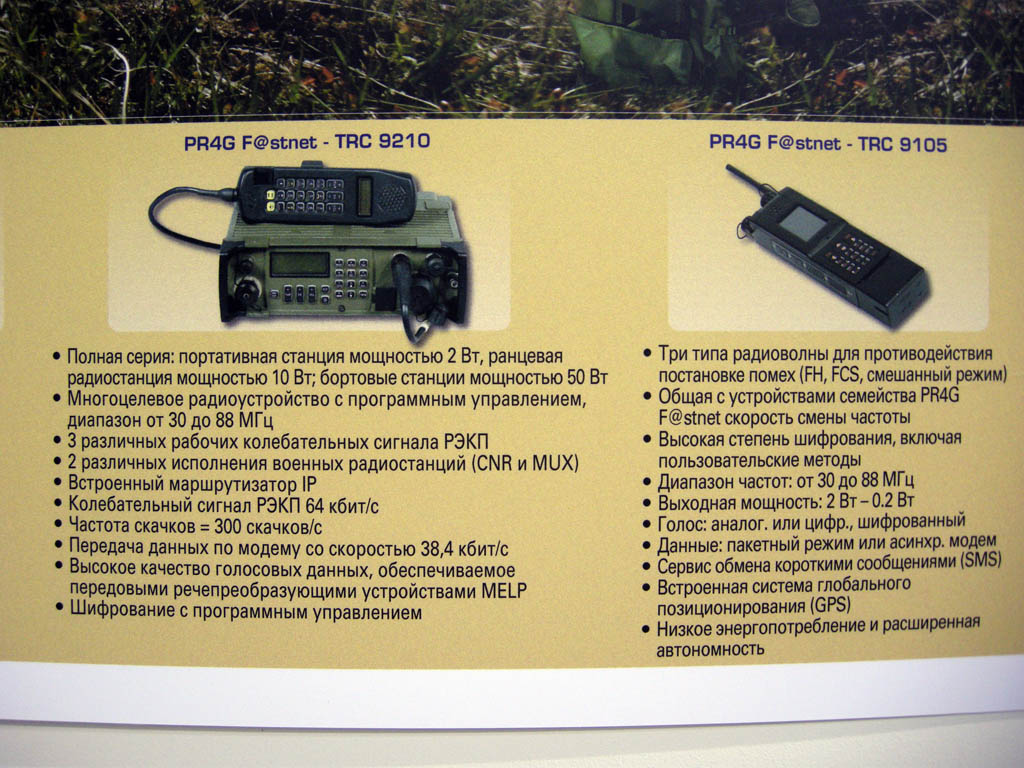 PR4G F@stnet - TRC 9210
• Полная серия: портативная станция мощностью 2 Вт, ранцевая
радиостанция мощностью 10 Вт; бортовые станции мощностью 50 Вт
• Многоцелевое радиоустройство с программным управлением,
диапазон от 30 до 88 МГц
• 3 различных рабочих колебательных сигнала РЭКП
• 2 различных исполнения военных радиостанций (CNR и MUX)
• Встроенный маршрутизатор IP
• Колебательный сигнал РЭКП 64 кбит/с
• Частота скачков = 300 скачков/с
• Передача данных по модему со скоростью 38,4 кбит/с
• Высокое качество голосовых данных, обеспечиваемое
передовыми речепреобразующими устройствами MELP
• Шифрование с программным управлением
PR4G F@stnet - TRC 9105
• Три типа радиоволны для противодействия
постановке помех (FH, FCS, смешанный режим)
• Общая с устройствами семейства PR4G
F@stnet скорость смены частоты
• Высокая степень шифрования, включая
пользовательские методы
• Диапазон частот: от 30 до 88 МГц
• Выходная мощность: 2 Вт – 0.2 Вт
• Голос: аналог. или цифр., шифрованный
• Данные: пакетный режим или асинхр. модем
• Сервис обмена короткими сообщениями (SMS)
• Встроенная система глобального
позиционирования (GPS)
• Низкое энергопотребление и расширенная
автономность